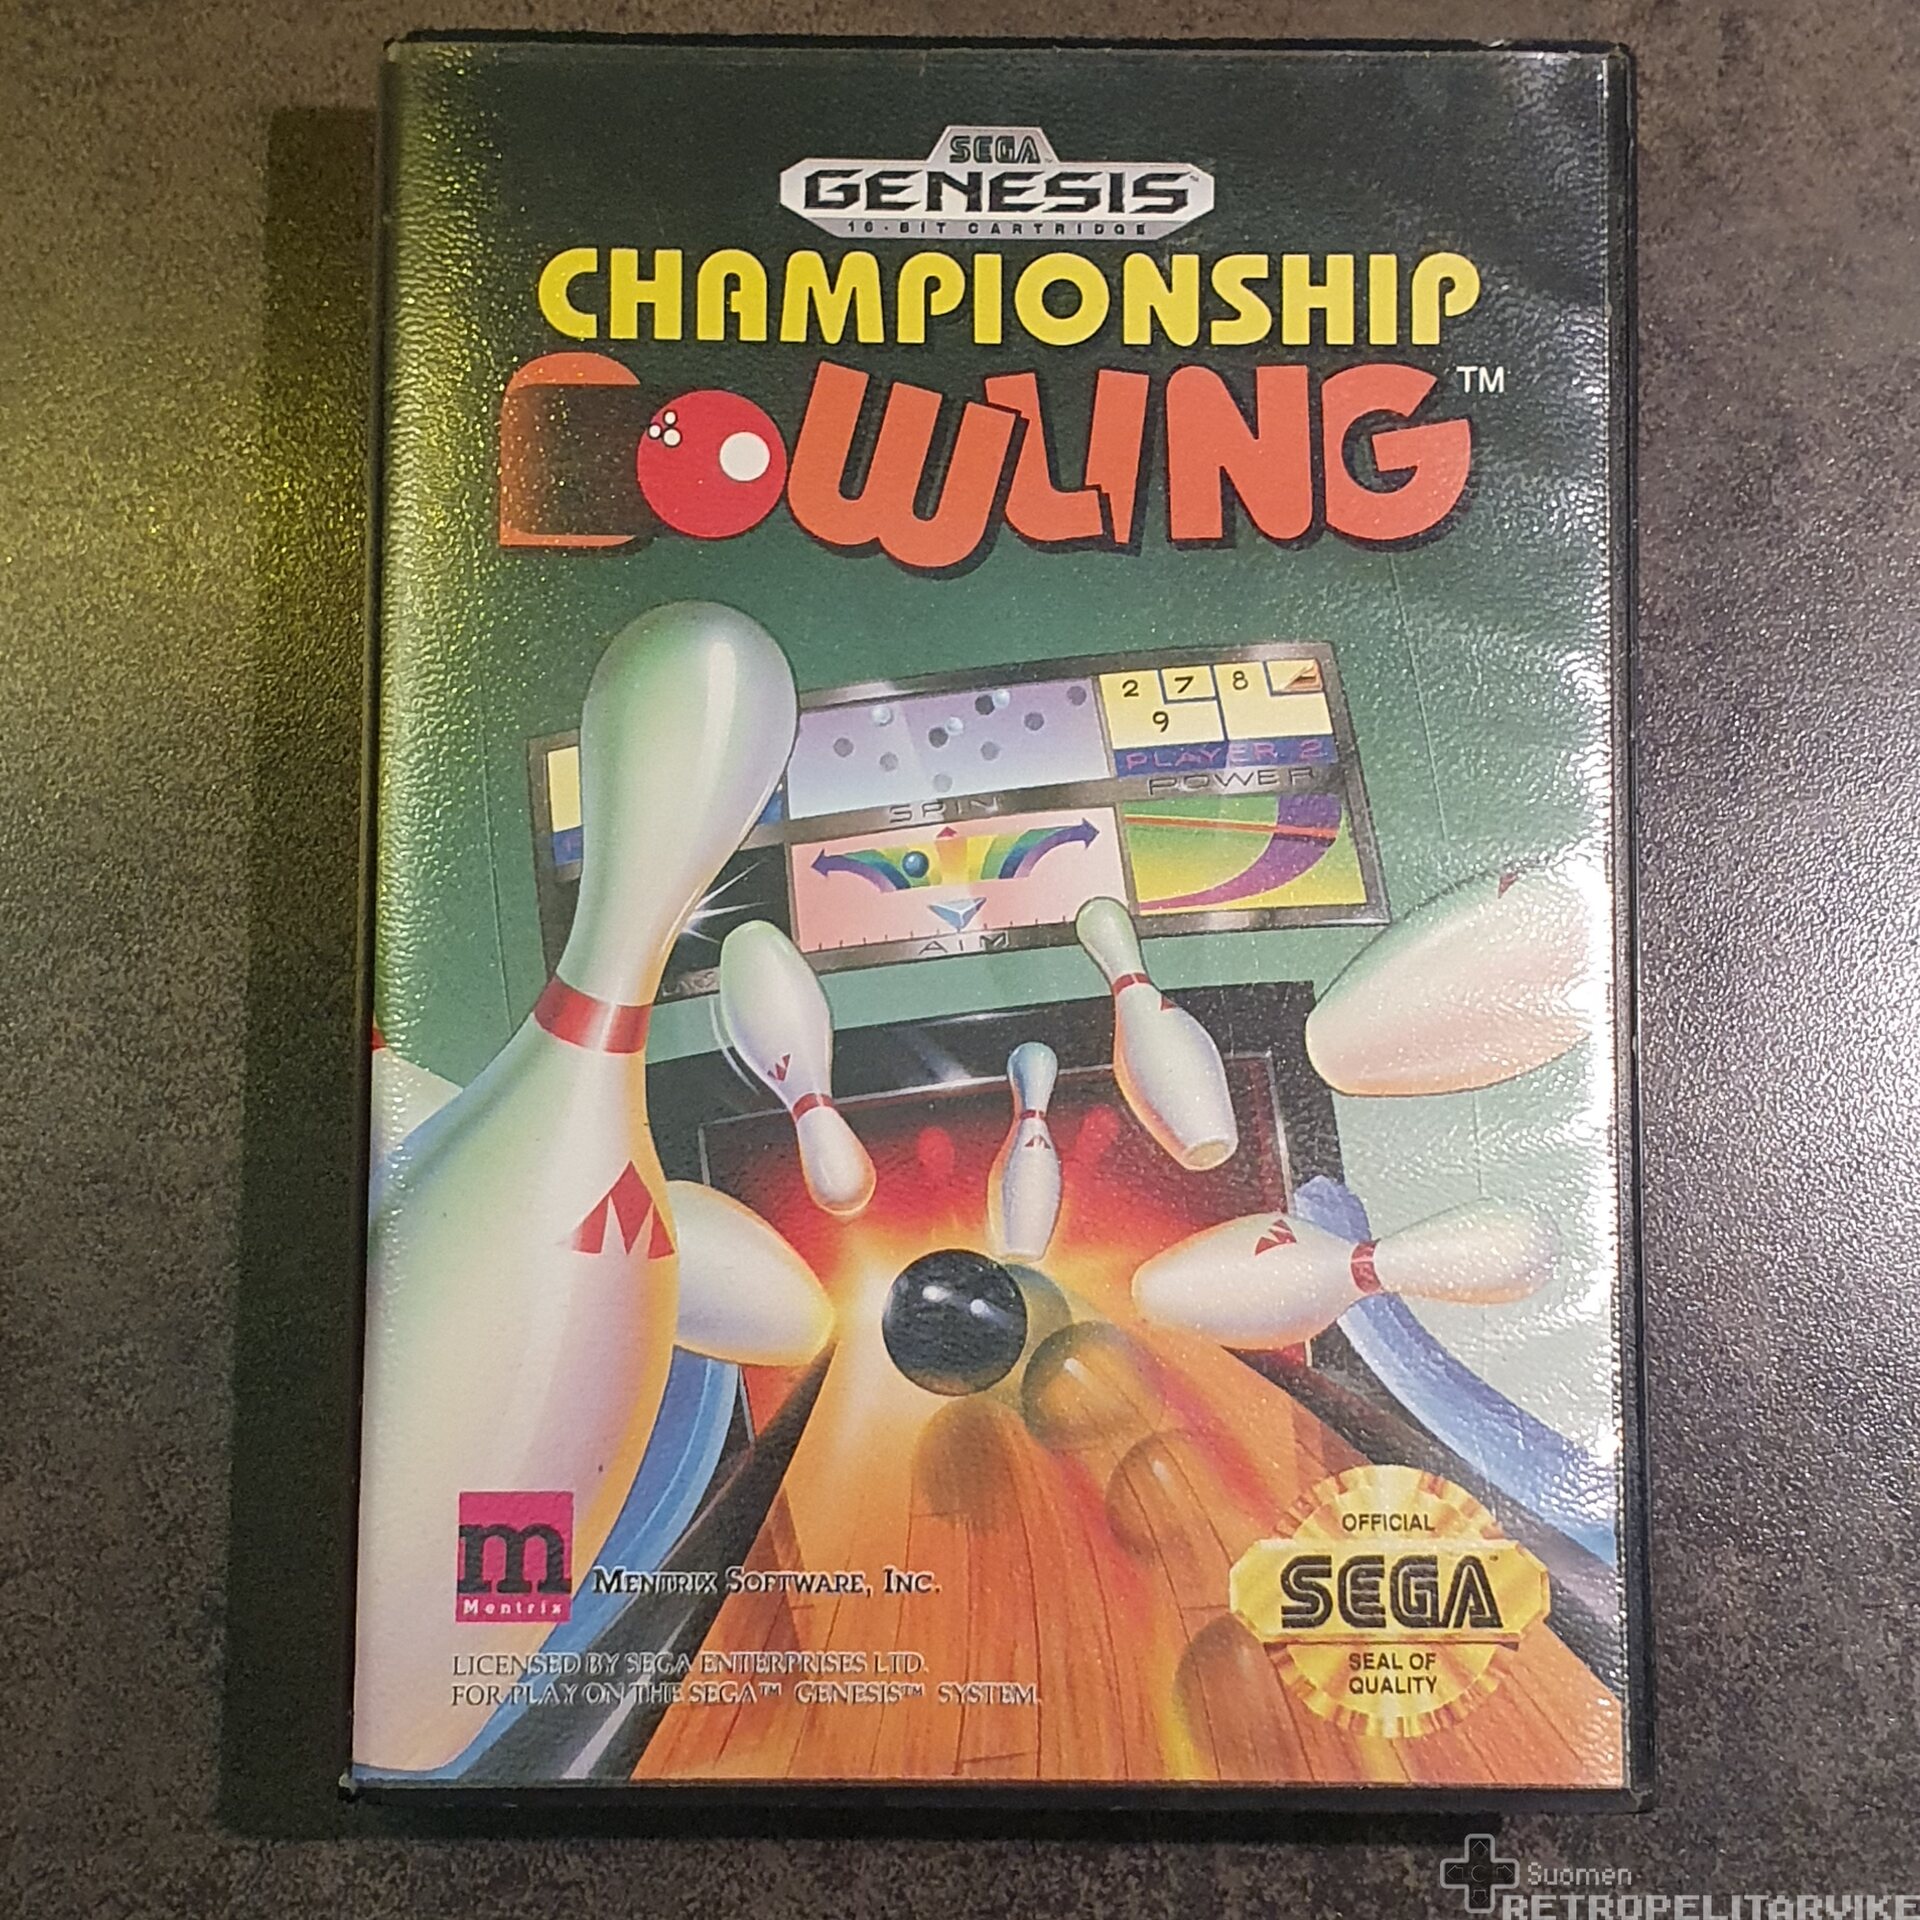 SEGA
GENESIS
16-BIT CARTRIDGE
CHAMPIONSHIP
BOWLING™
2 7 8
9
PLAYER 2
SPIN POWER
AIM
M
M
M
M
m
Mentrix
MENTRIX SOFTWARE, INC.
LICENSED BY SEGA ENTERPRISES LTD.
FOR PLAY ON THE SEGA™ GENESIS™ SYSTEM.
OFFICIAL
SEGA™
SEAL OF
QUALITY
Suomen
RETROPELITARVIKE